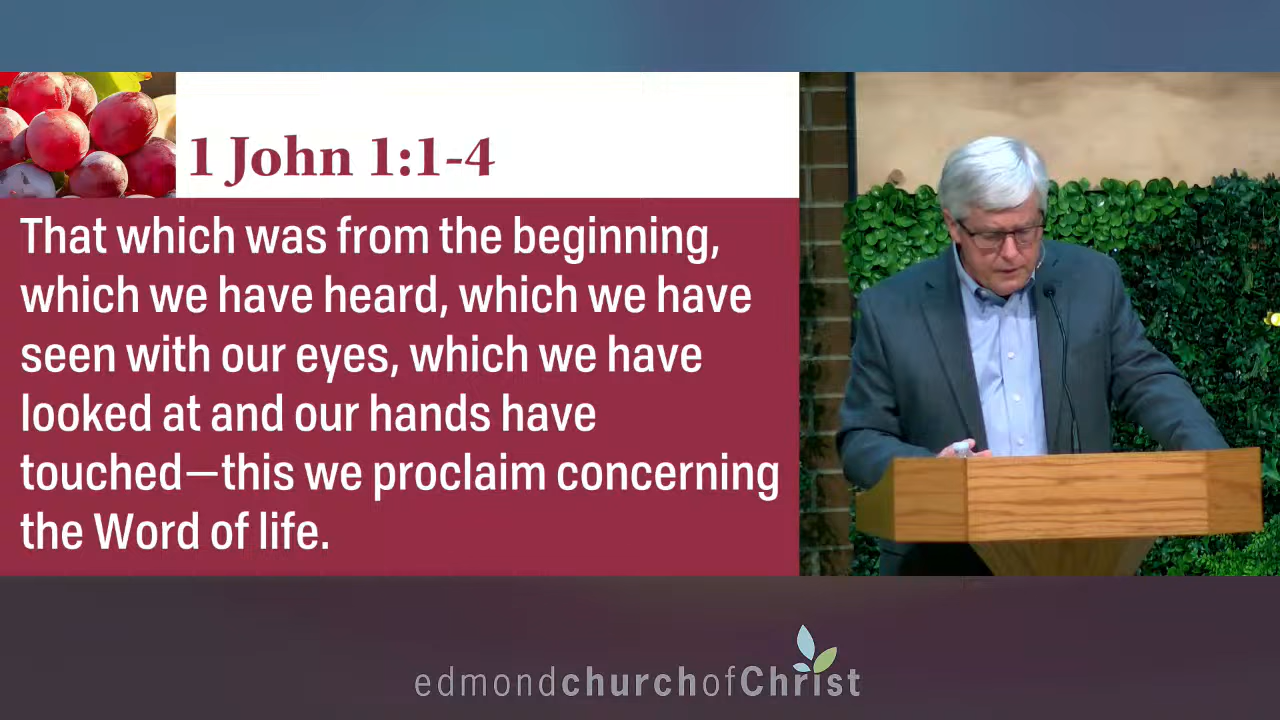 1 John 1:1-4
That which was from the beginning,
which we have heard, which we have
seen with our eyes, which we have
looked at and our hands have
touched—this we proclaim concerning
the Word of life.
edmondchurchofChrist